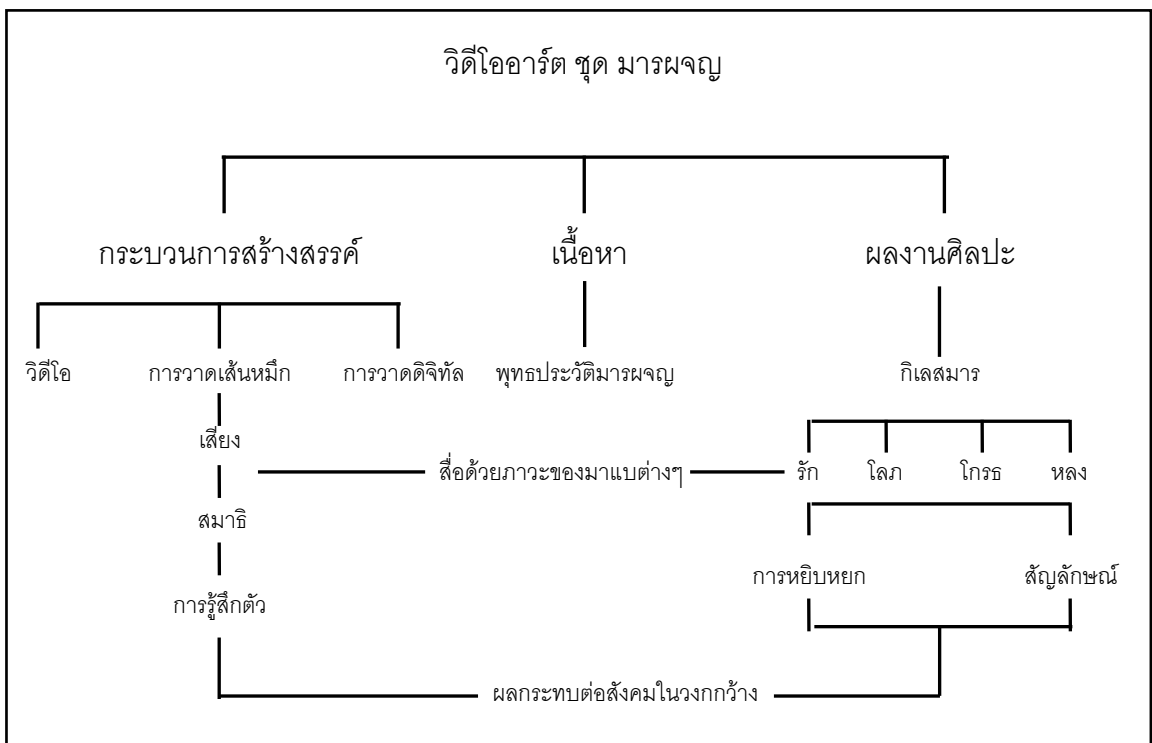 วิดีโออาร์ต ชุด มารผจญ
กระบวนการสร้างสรรค์
เนื้อหา
ผลงานศิลปะ
วิดีโอ
การวาดเส้นหมึก
การวาดดิจิทัล
พุทธประวัติมารผจญ
กิเลสมาร
เสียง
สื่อด้วยภาวะของมาแบต่างๆ
รัก
โลภ
โกรธ
หลง
สมาธิ
การหยิบหยก
สัญลักษณ์
การรู้สึกตัว
ผลกระทบต่อสังคมในวงกกว้าง